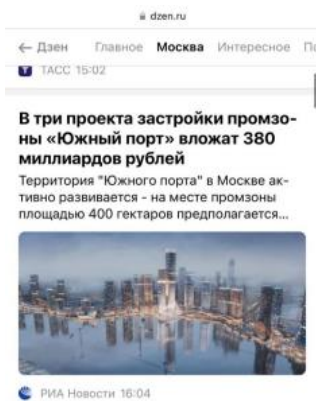 dzen.ru
← Дзен Главное Москва Интересное
ТАСС 15:02
В три проекта застройки промзо-
ны «Южный порт» вложат 380
миллиардов рублей
Территория "Южного порта" в Москве ак-
тивно развивается - на месте промзоны
площадью 400 гектаров предполагается...
РИА Новости 16:04